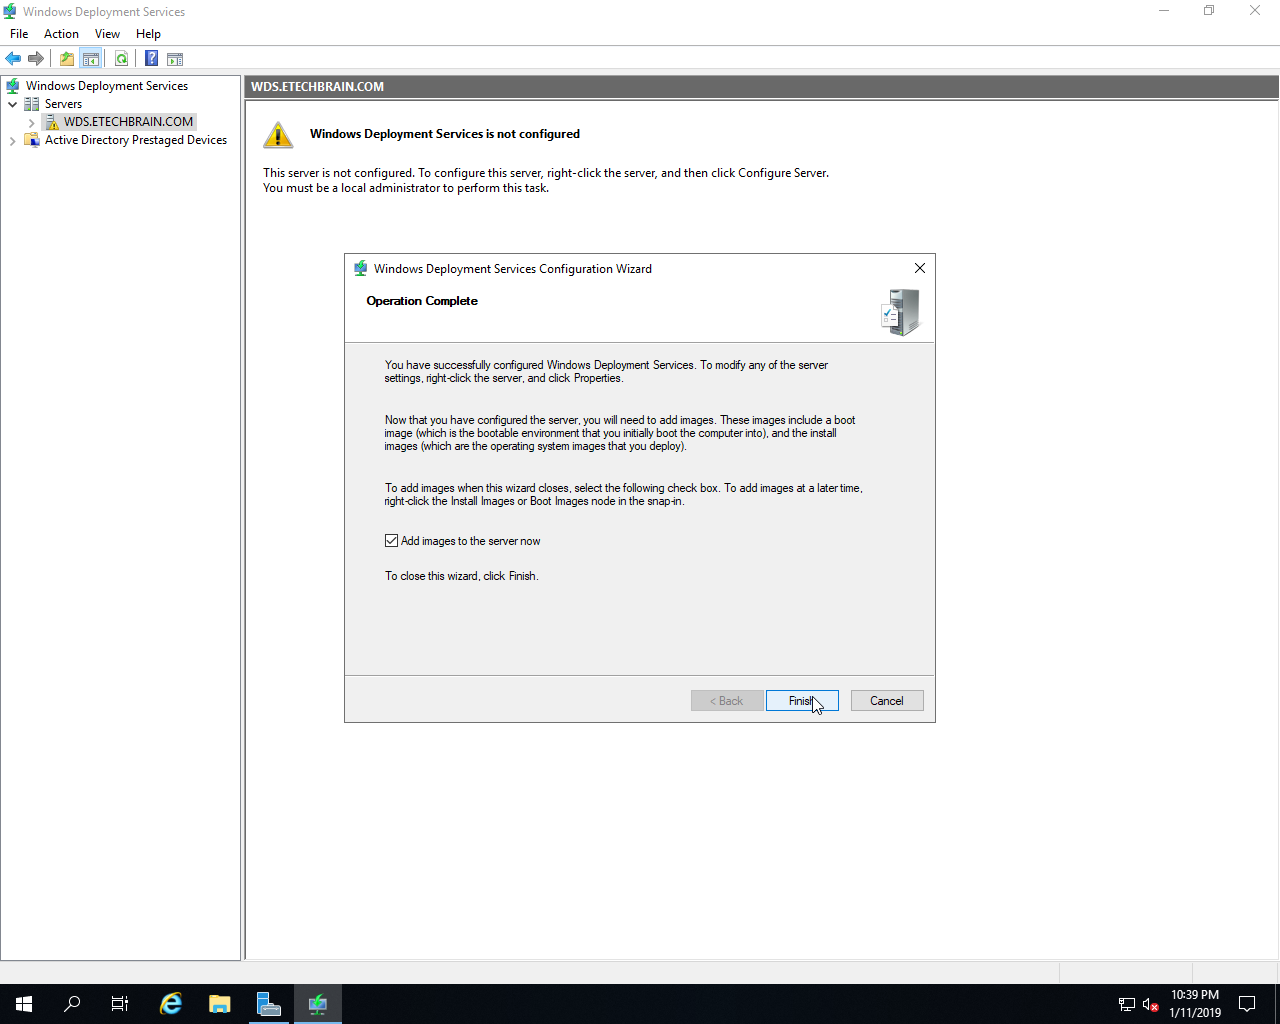 Windows Deployment Services
File Action View Help
Windows Deployment Services
Servers
WDS.ETECHBRAIN.COM
Active Directory Prestaged Devices
WDS.ETECHBRAIN.COM
Windows Deployment Services is not configured
This server is not configured. To configure this server, right-click the server, and then click Configure Server.
You must be a local administrator to perform this task.
Windows Deployment Services Configuration Wizard
Operation Complete
You have successfully configured Windows Deployment Services. To modify any of the server
settings, right-click the server, and click Properties.
Now that you have configured the server, you will need to add images. These images include a boot
image (which is the bootable environment that you initially boot the computer into), and the install
images (which are the operating system images that you deploy).
To add images when this wizard closes, select the following check box. To add images at a later time,
right-click the Install Images or Boot Images node in the snap-in.
Add images to the server now
To close this wizard, click Finish.
< Back Finish Cancel
10:39 PM
1/11/2019